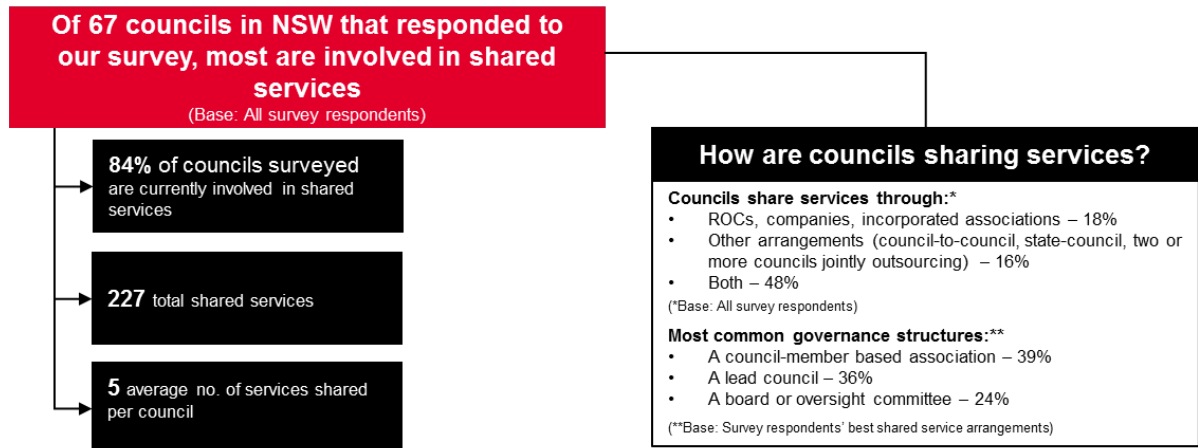 Of 67 councils in NSW that responded to
our survey, most are involved in shared
services
(Base: All survey respondents)
84% of councils surveyed
are currently involved in shared
services
227 total shared services
5 average no. of services shared
per council
How are councils sharing services?
Councils share services through:*
• ROCs, companies, incorporated associations – 18%
• Other arrangements (council-to-council, state-council, two or
more councils jointly outsourcing) – 16%
• Both – 48%
(*Base: All survey respondents)
Most common governance structures:**
• A council-member based association – 39%
• A lead council – 36%
• A board or oversight committee – 24%
(**Base: Survey respondents' best shared service arrangements)